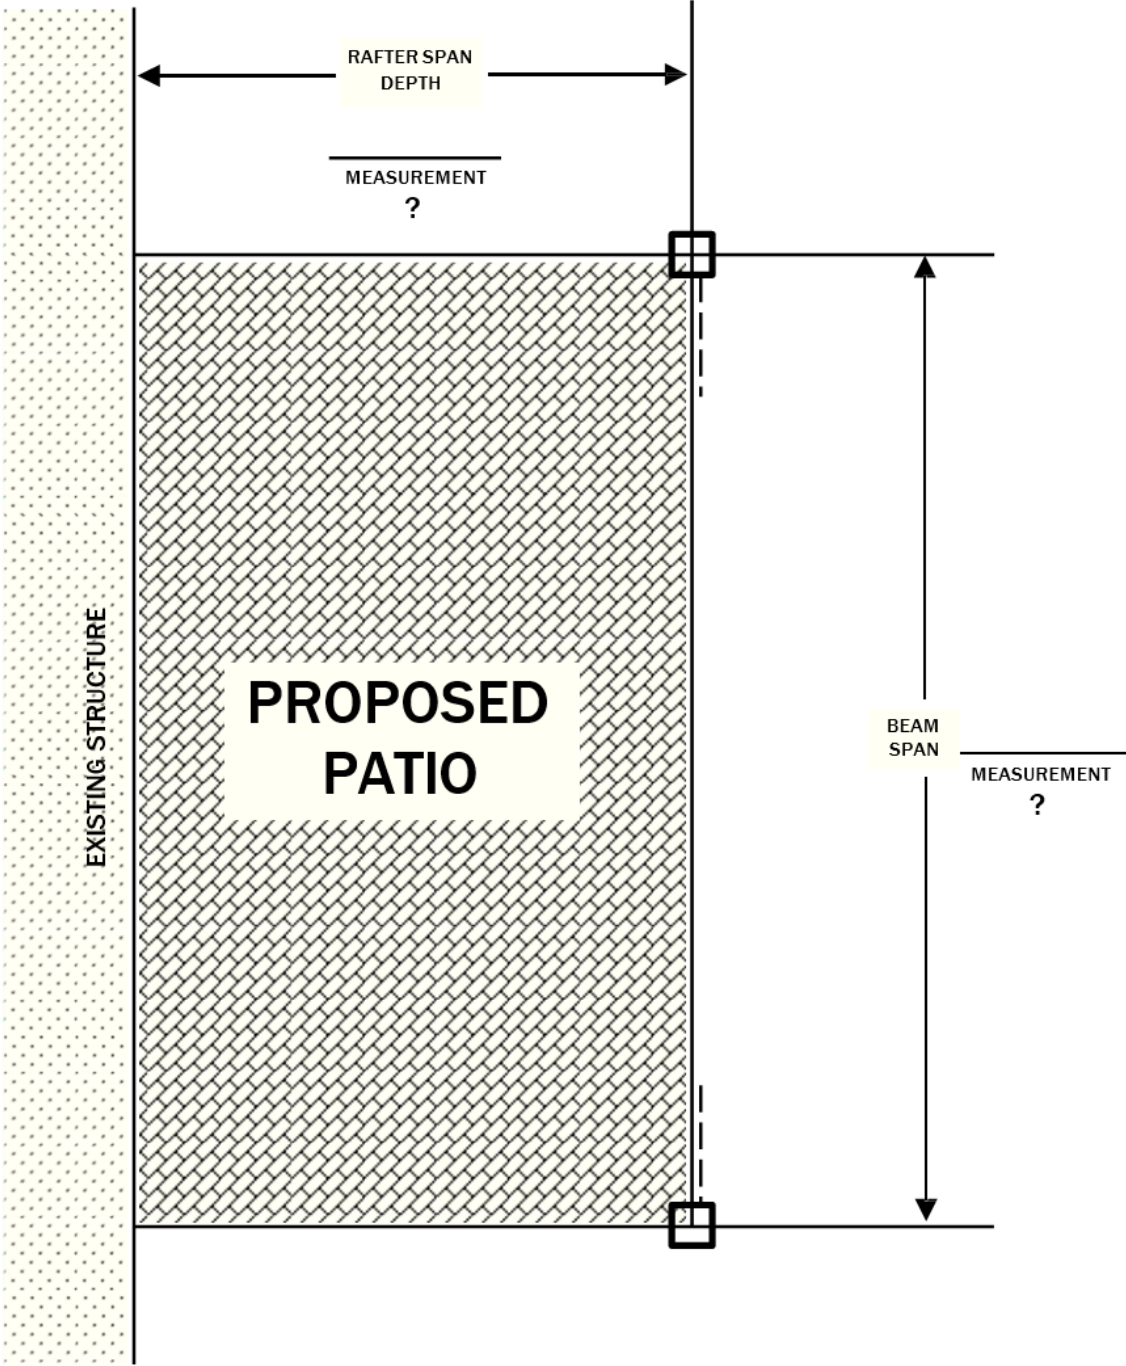 RAFTER SPAN
DEPTH
MEASUREMENT
?
EXISTING STRUCTURE
PROPOSED
PATIO
BEAM
SPAN
MEASUREMENT
?